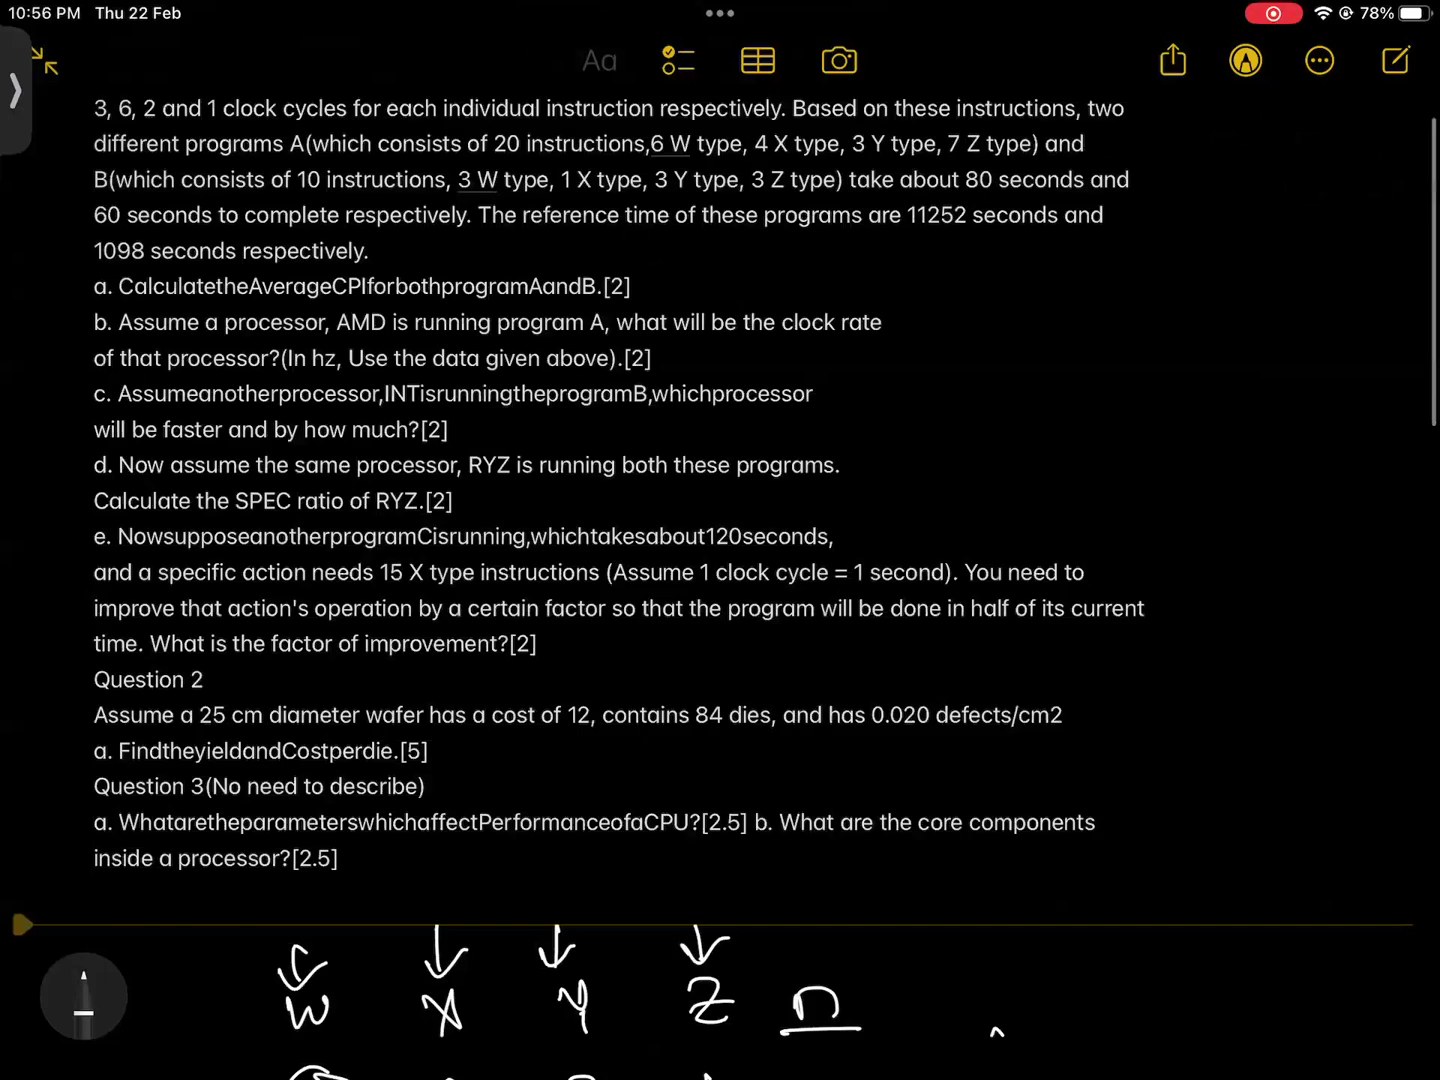 10:56 PM Thu 22 Feb
78%
Aa
3, 6, 2 and 1 clock cycles for each individual instruction respectively. Based on these instructions, two
different programs A(which consists of 20 instructions,6 W type, 4 X type, 3 Y type, 7 Z type) and
B(which consists of 10 instructions, 3 W type, 1 X type, 3 Y type, 3 Z type) take about 80 seconds and
60 seconds to complete respectively. The reference time of these programs are 11252 seconds and
1098 seconds respectively.
a. CalculatetheAverageCPIforbothprogramAandB.[2]
b. Assume a processor, AMD is running program A, what will be the clock rate
of that processor?(In hz, Use the data given above).[2]
c. Assumeanotherprocessor,INTisrunningtheprogramB,whichprocessor
will be faster and by how much?[2]
d. Now assume the same processor, RYZ is running both these programs.
Calculate the SPEC ratio of RYZ.[2]
e. NowsupposeanotherprogramCisrunning,whichtakesabout120seconds,
and a specific action needs 15 X type instructions (Assume 1 clock cycle = 1 second). You need to
improve that action's operation by a certain factor so that the program will be done in half of its current
time. What is the factor of improvement?[2]
Question 2
Assume a 25 cm diameter wafer has a cost of 12, contains 84 dies, and has 0.020 defects/cm2
a. FindtheyieldandCostperdie.[5]
Question 3(No need to describe)
a. WhataretheparameterswhichaffectPerformanceofaCPU?[2.5] b. What are the core components
inside a processor?[2.5]
W X Y Z n